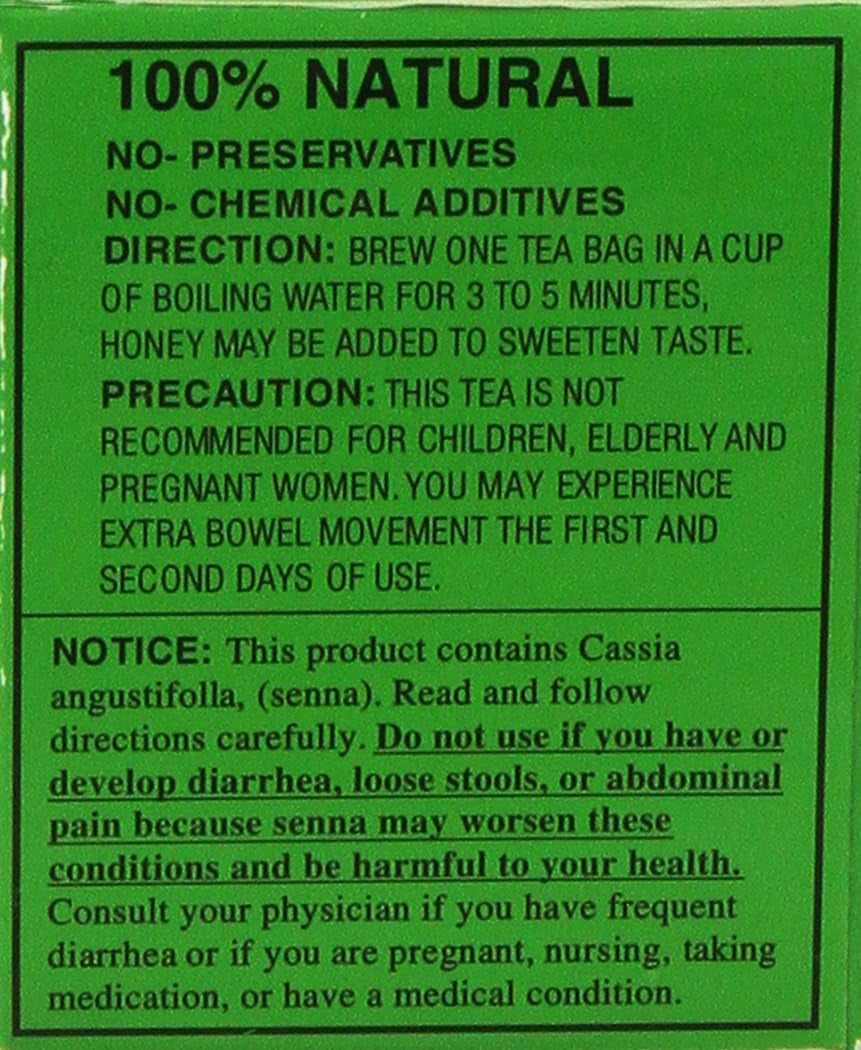 100% NATURAL
NO- PRESERVATIVES
NO- CHEMICAL ADDITIVES
DIRECTION: BREW ONE TEA BAG IN A CUP
OF BOILING WATER FOR 3 TO 5 MINUTES,
HONEY MAY BE ADDED TO SWEETEN TASTE.
PRECAUTION: THIS TEA IS NOT
RECOMMENDED FOR CHILDREN, ELDERLY AND
PREGNANT WOMEN. YOU MAY EXPERIENCE
EXTRA BOWEL MOVEMENT THE FIRST AND
SECOND DAYS OF USE.
NOTICE: This product contains Cassia
angustifolla, (senna). Read and follow
directions carefully. Do not use if you have or
develop diarrhea, loose stools, or abdominal
pain because senna may worsen these
conditions and be harmful to your health.
Consult your physician if you have frequent
diarrhea or if you are pregnant, nursing, taking
medication, or have a medical condition.